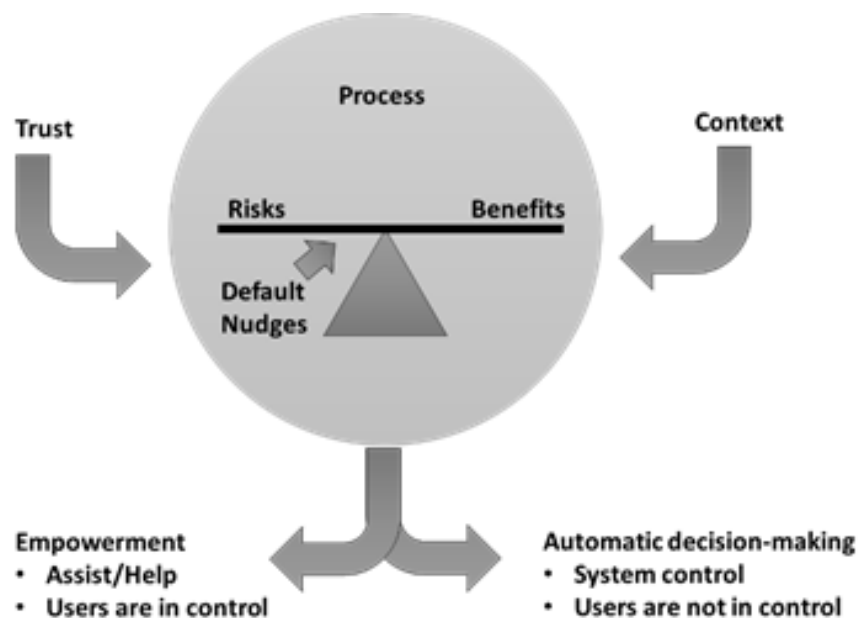 Process
Trust
Context
Risks
Benefits
Default
Nudges
Empowerment
• Assist/Help
• Users are in control
Automatic decision-making
• System control
• Users are not in control